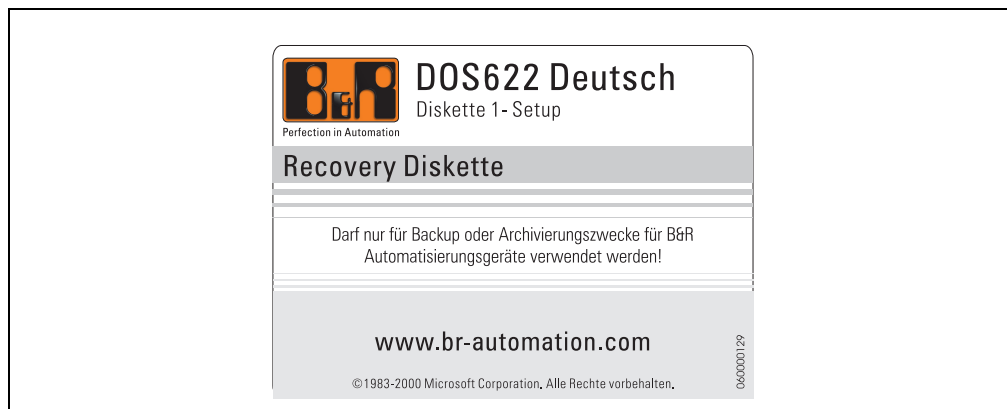 B&R
Perfection in Automation
DOS622 Deutsch
Diskette 1- Setup
Recovery Diskette
Darf nur für Backup oder Archivierungszwecke für B&R
Automatisierungsgeräte verwendet werden!
www.br-automation.com
060000129
©1983-2000 Microsoft Corporation. Alle Rechte vorbehalten.